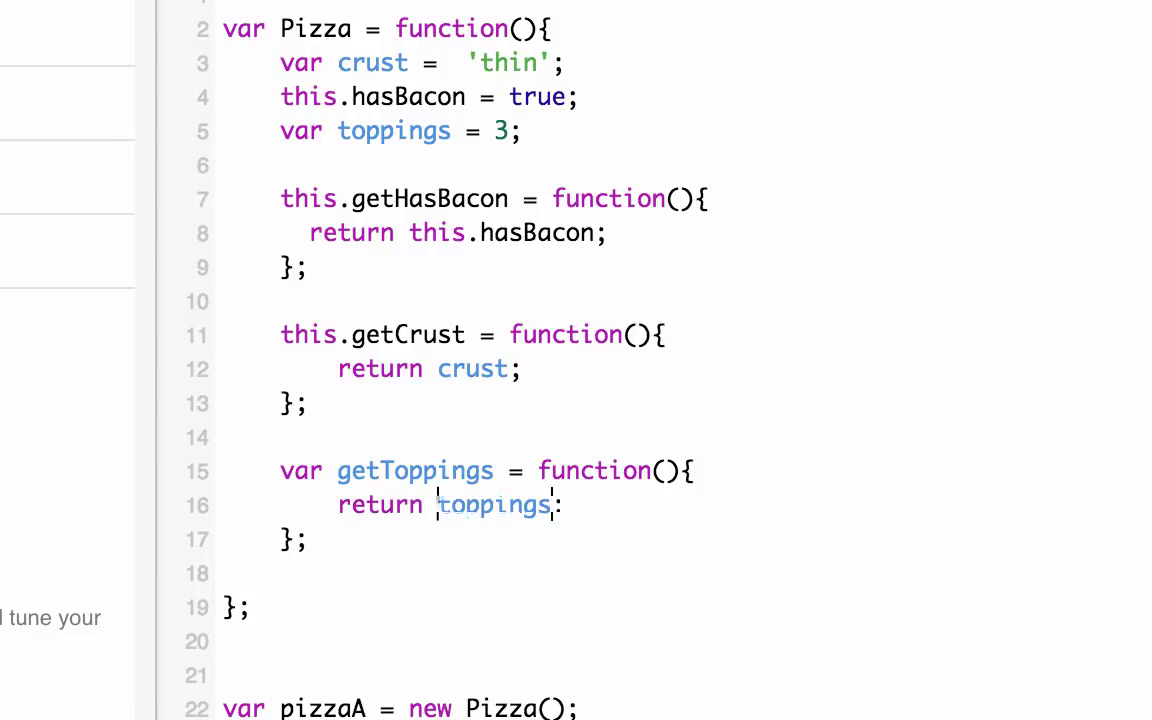 2 var Pizza = function(){
3 var crust =  'thin';
4 this.hasBacon = true;
5 var toppings = 3;
6
7 this.getHasBacon = function(){
8 return this.hasBacon;
9 };
10
11 this.getCrust = function(){
12 return crust;
13 };
14
15 var getToppings = function(){
16 return toppings;
17 };
18
19 };
20
21
22 var pizzaA = new Pizza();
tune your